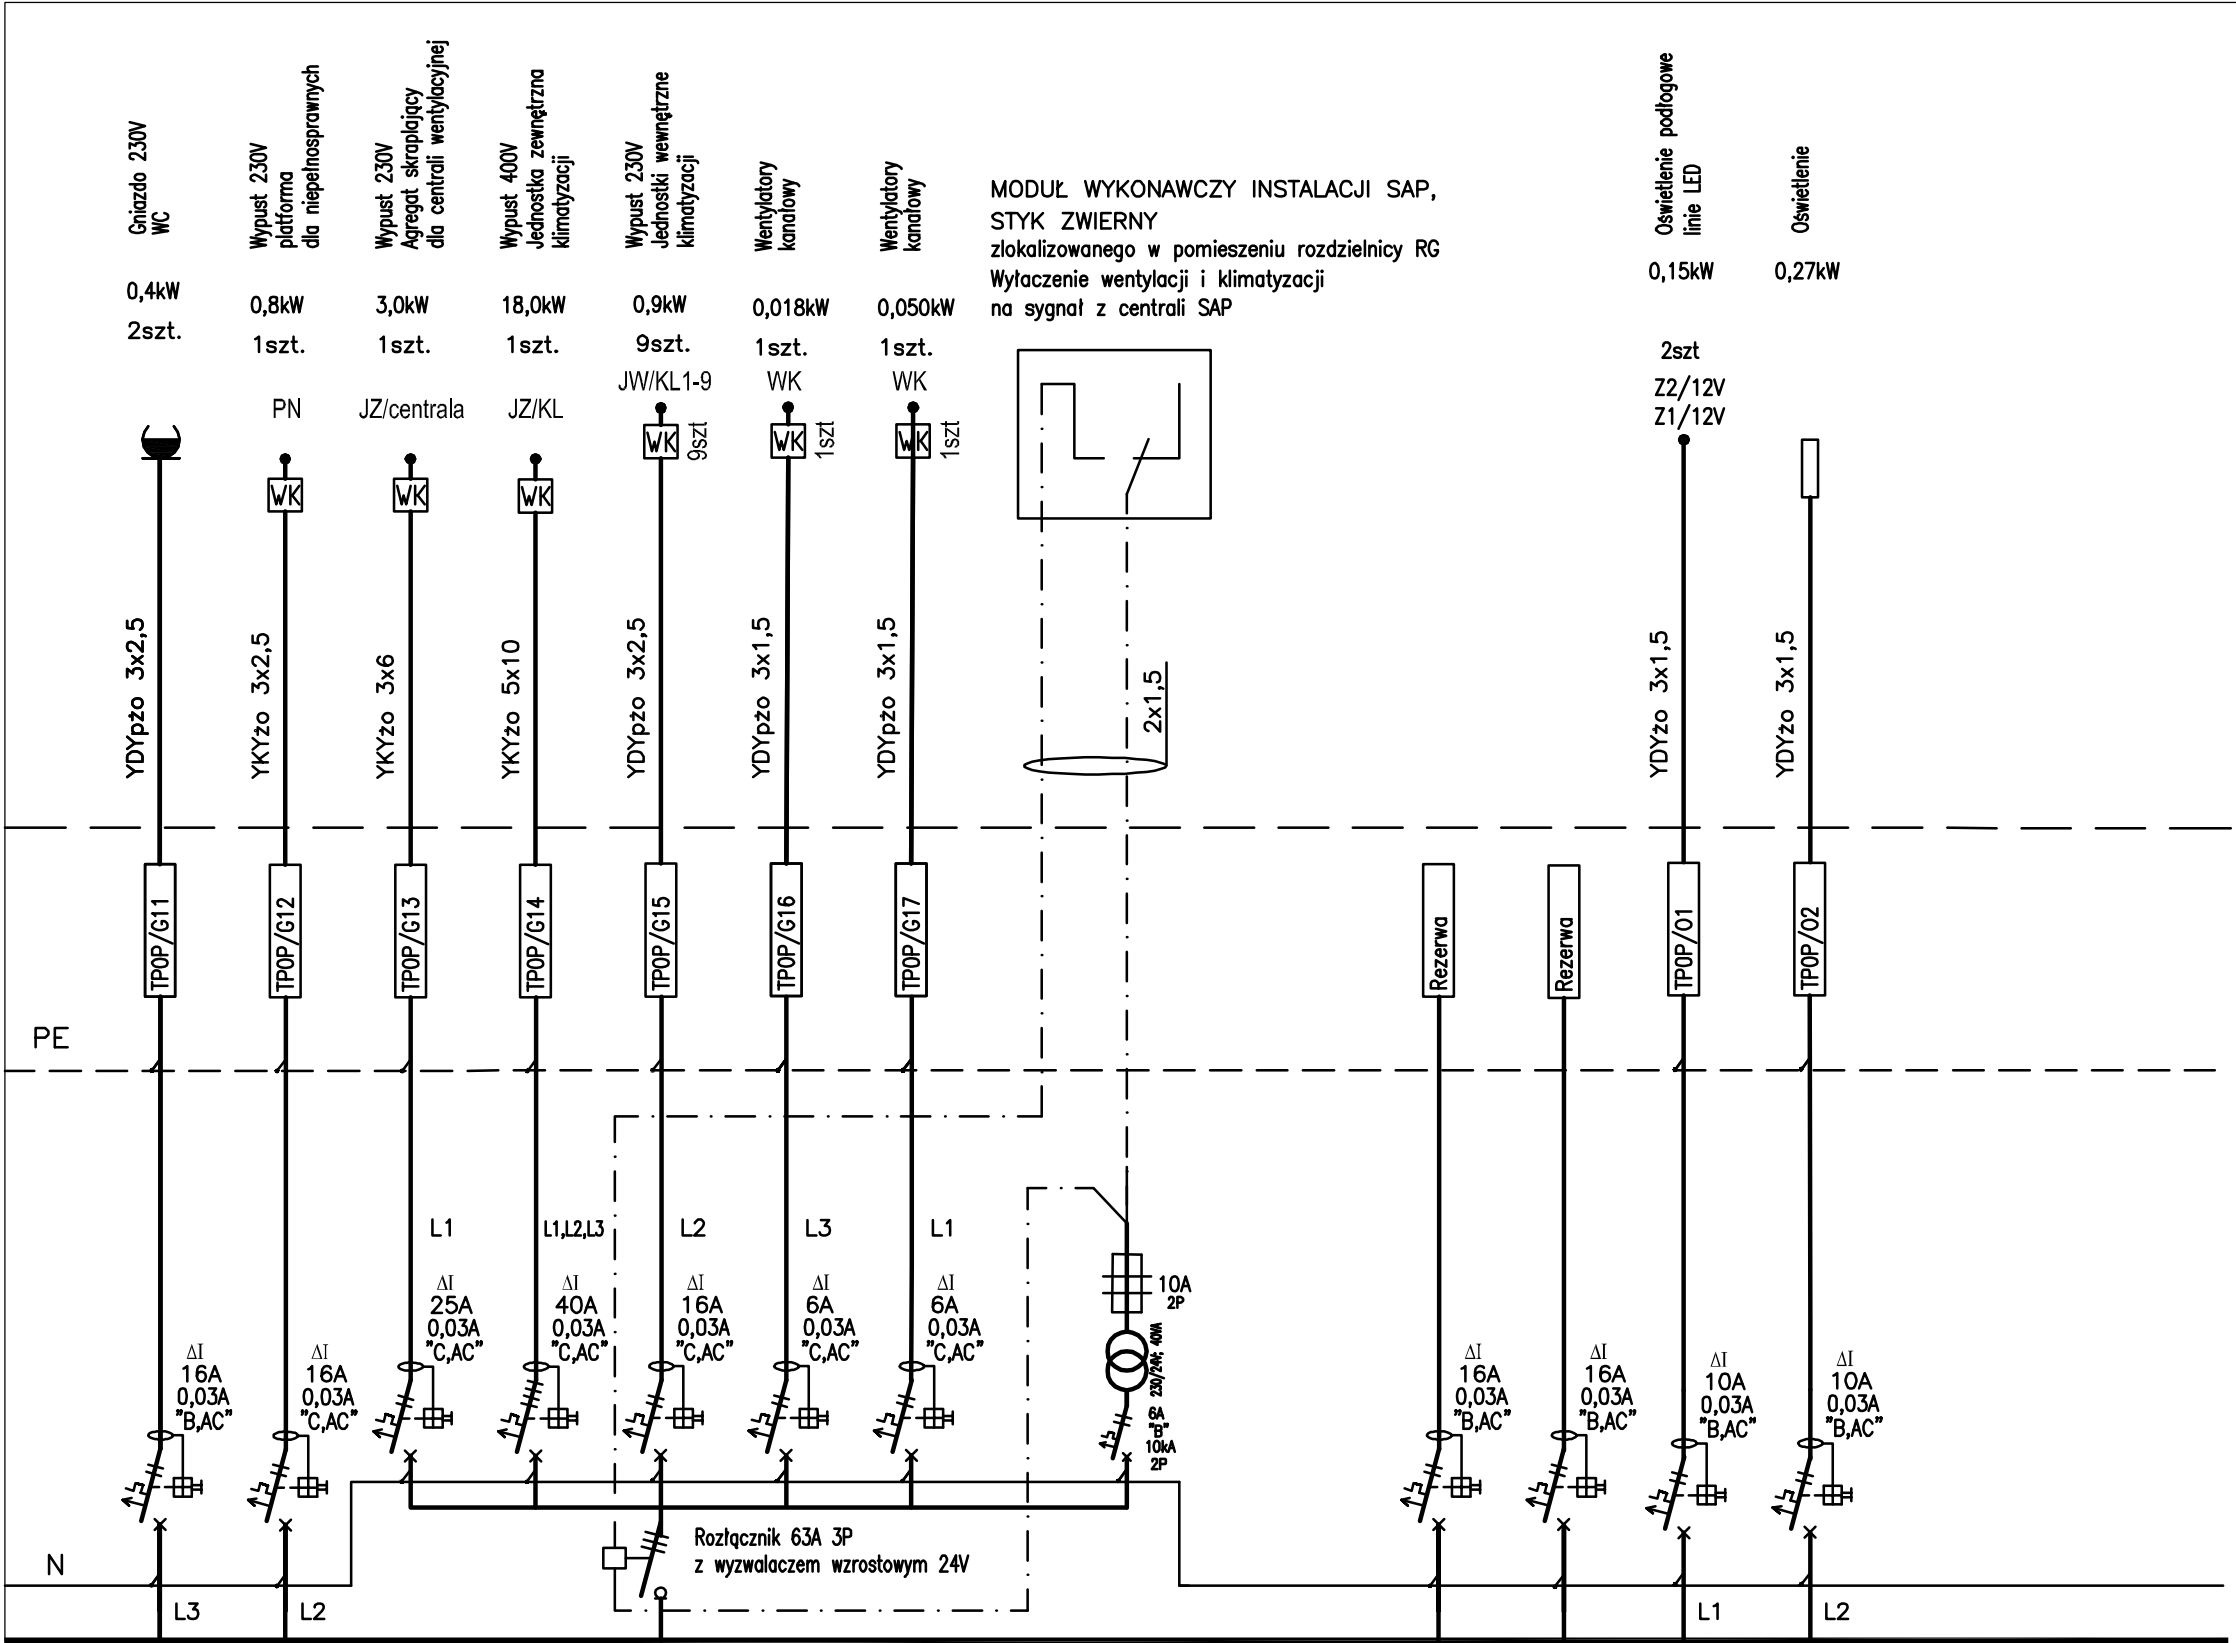 Gniazdo 230V
WC
0,4kW
2szt.
YDYpżo 3x2,5
TPOP/G11
ΔI
16A
0,03A
"B,AC"
L3
Wypust 230V
platforma
dla niepełnosprawnych
0,8kW
1szt.
PN
WK
YKYżo 3x2,5
TPOP/G12
ΔI
16A
0,03A
"C,AC"
L2
Wypust 230V
Agregat skraplający
dla centrali wentylacyjnej
3,0kW
1szt.
JZ/centrala
WK
YKYżo 3x6
TPOP/G13
L1
ΔI
25A
0,03A
"C,AC"
Wypust 400V
Jednostka zewnętrzna
klimatyzacji
18,0kW
1szt.
JZ/KL
WK
YKYżo 5x10
TPOP/G14
L1,L2,L3
ΔI
40A
0,03A
"C,AC"
Wypust 230V
Jednostki wewnętrzne
klimatyzacji
0,9kW
9szt.
JW/KL1-9
WK
9szt
YDYpżo 3x2,5
TPOP/G15
L2
ΔI
16A
0,03A
"C,AC"
Wentylatory
kanałowy
0,018kW
1szt.
WK
WK
1szt
YDYpżo 3x1,5
TPOP/G16
L3
ΔI
6A
0,03A
"C,AC"
Wentylatory
kanałowy
0,050kW
1szt.
WK
WK
1szt
YDYpżo 3x1,5
TPOP/G17
L1
ΔI
6A
0,03A
"C,AC"
MODUŁ WYKONAWCZY INSTALACJI SAP,
STYK ZWIERNY
zlokalizowanego w pomieszeniu rozdzielnicy RG
Wyłaczenie wentylacji i klimatyzacji
na sygnał z centrali SAP
2x1,5
10A
2P
230/24V; 40VA
6A
"B"
10kA
2P
Rozłącznik 63A 3P
z wyzwalaczem wzrostowym 24V
Rezerwa
ΔI
16A
0,03A
"B,AC"
Rezerwa
ΔI
16A
0,03A
"B,AC"
Oświetlenie podłogowe
linie LED
0,15kW
2szt
Z2/12V
Z1/12V
YDYżo 3x1,5
TPOP/O1
ΔI
10A
0,03A
"B,AC"
L1
Oświetlenie
0,27kW
YDYżo 3x1,5
TPOP/O2
ΔI
10A
0,03A
"B,AC"
L2
PE
N